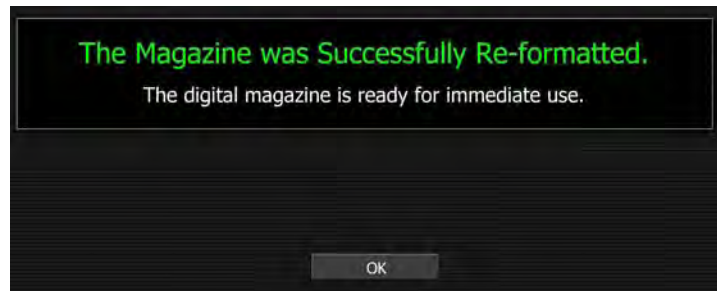 The Magazine was Successfully Re-formatted.
The digital magazine is ready for immediate use.
OK